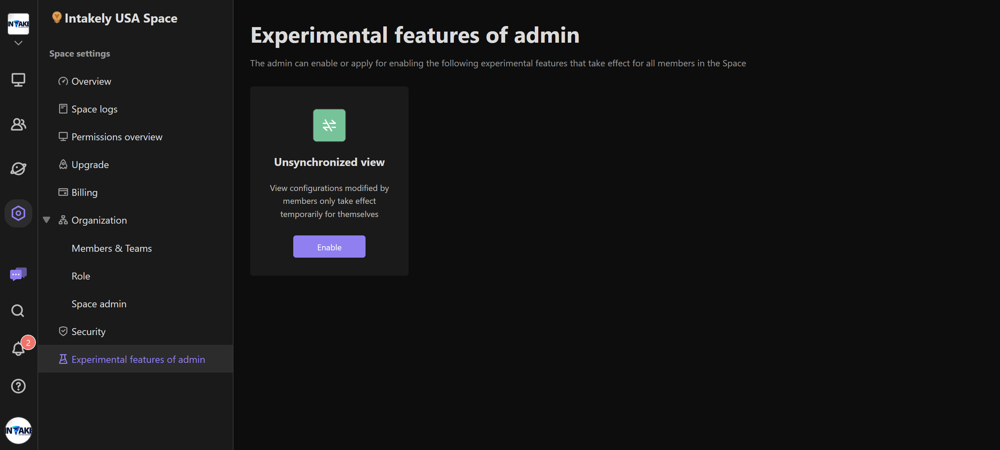 INTAKE
Intakely USA Space
Space settings
Overview
Space logs
Permissions overview
Upgrade
Billing
Organization
Members & Teams
Role
Space admin
Security
2
Experimental features of admin
INTAKE
Experimental features of admin
The admin can enable or apply for enabling the following experimental features that take effect for all members in the Space
Unsynchronized view
View configurations modified by
members only take effect
temporarily for themselves
Enable